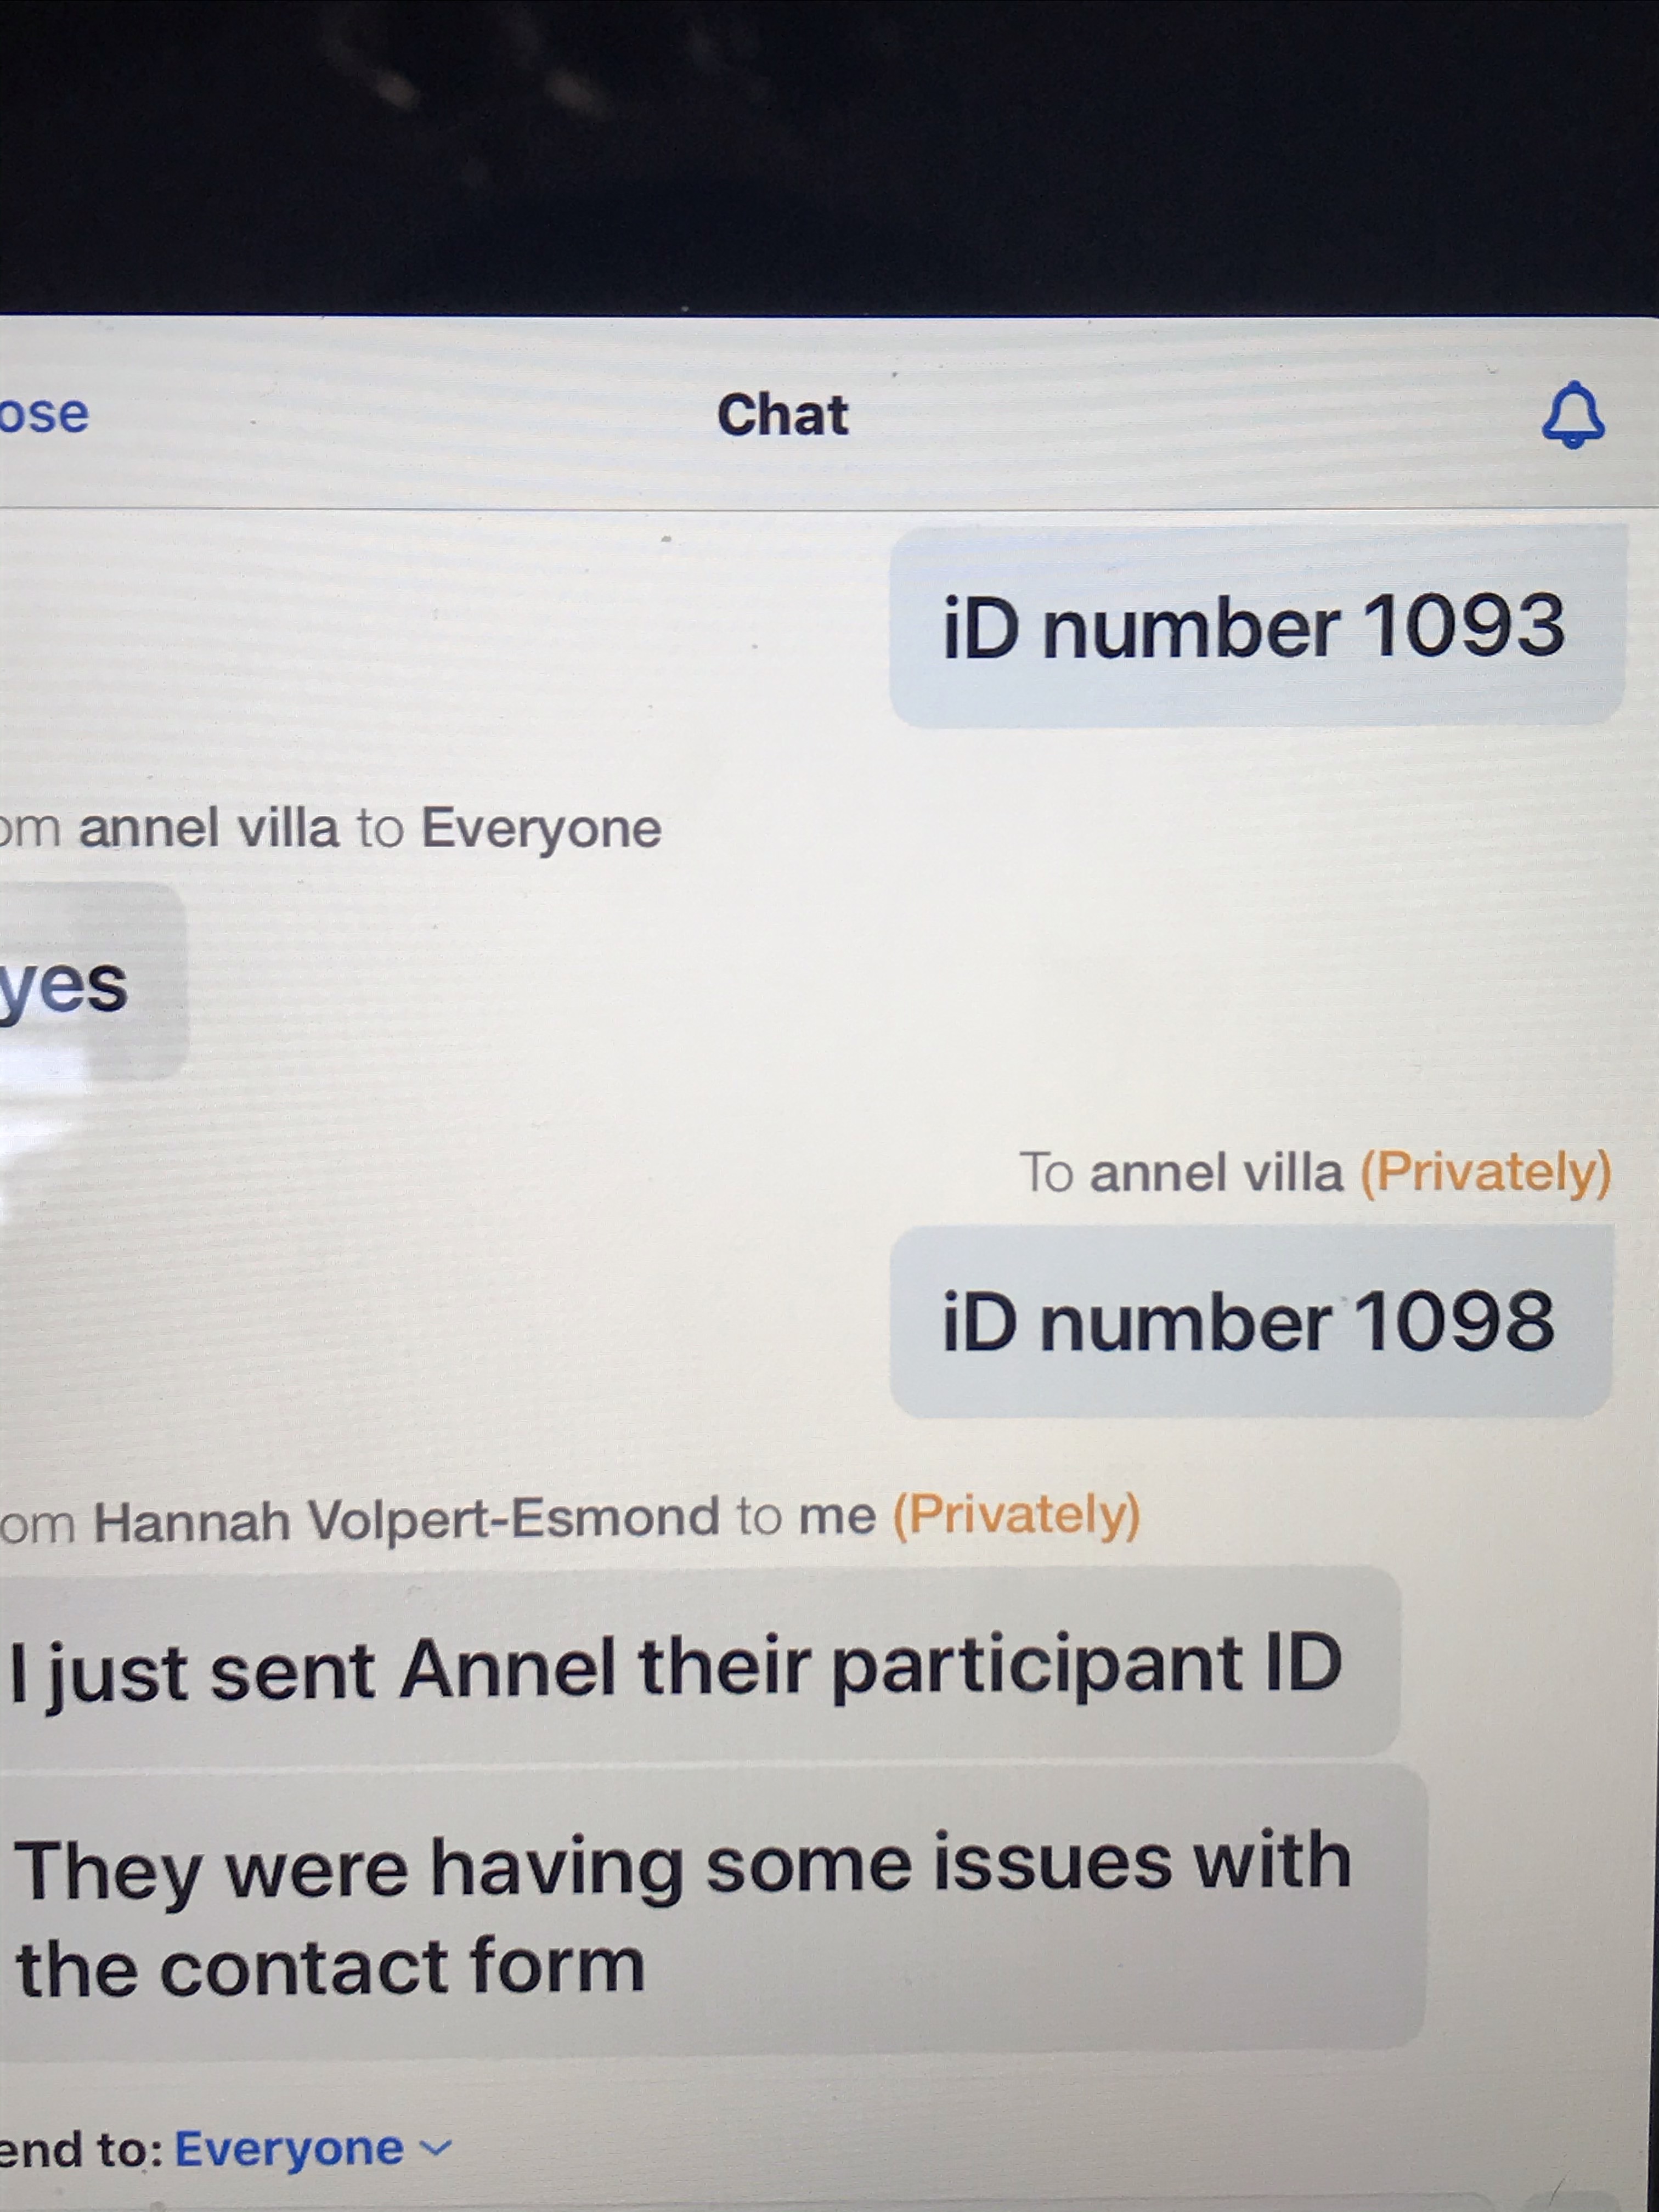 ose
Chat
iD number 1093
om annel villa to Everyone
yes
To annel villa (Privately)
iD number 1098
om Hannah Volpert-Esmond to me (Privately)
I just sent Annel their participant ID
They were having some issues with
the contact form
end to: Everyone